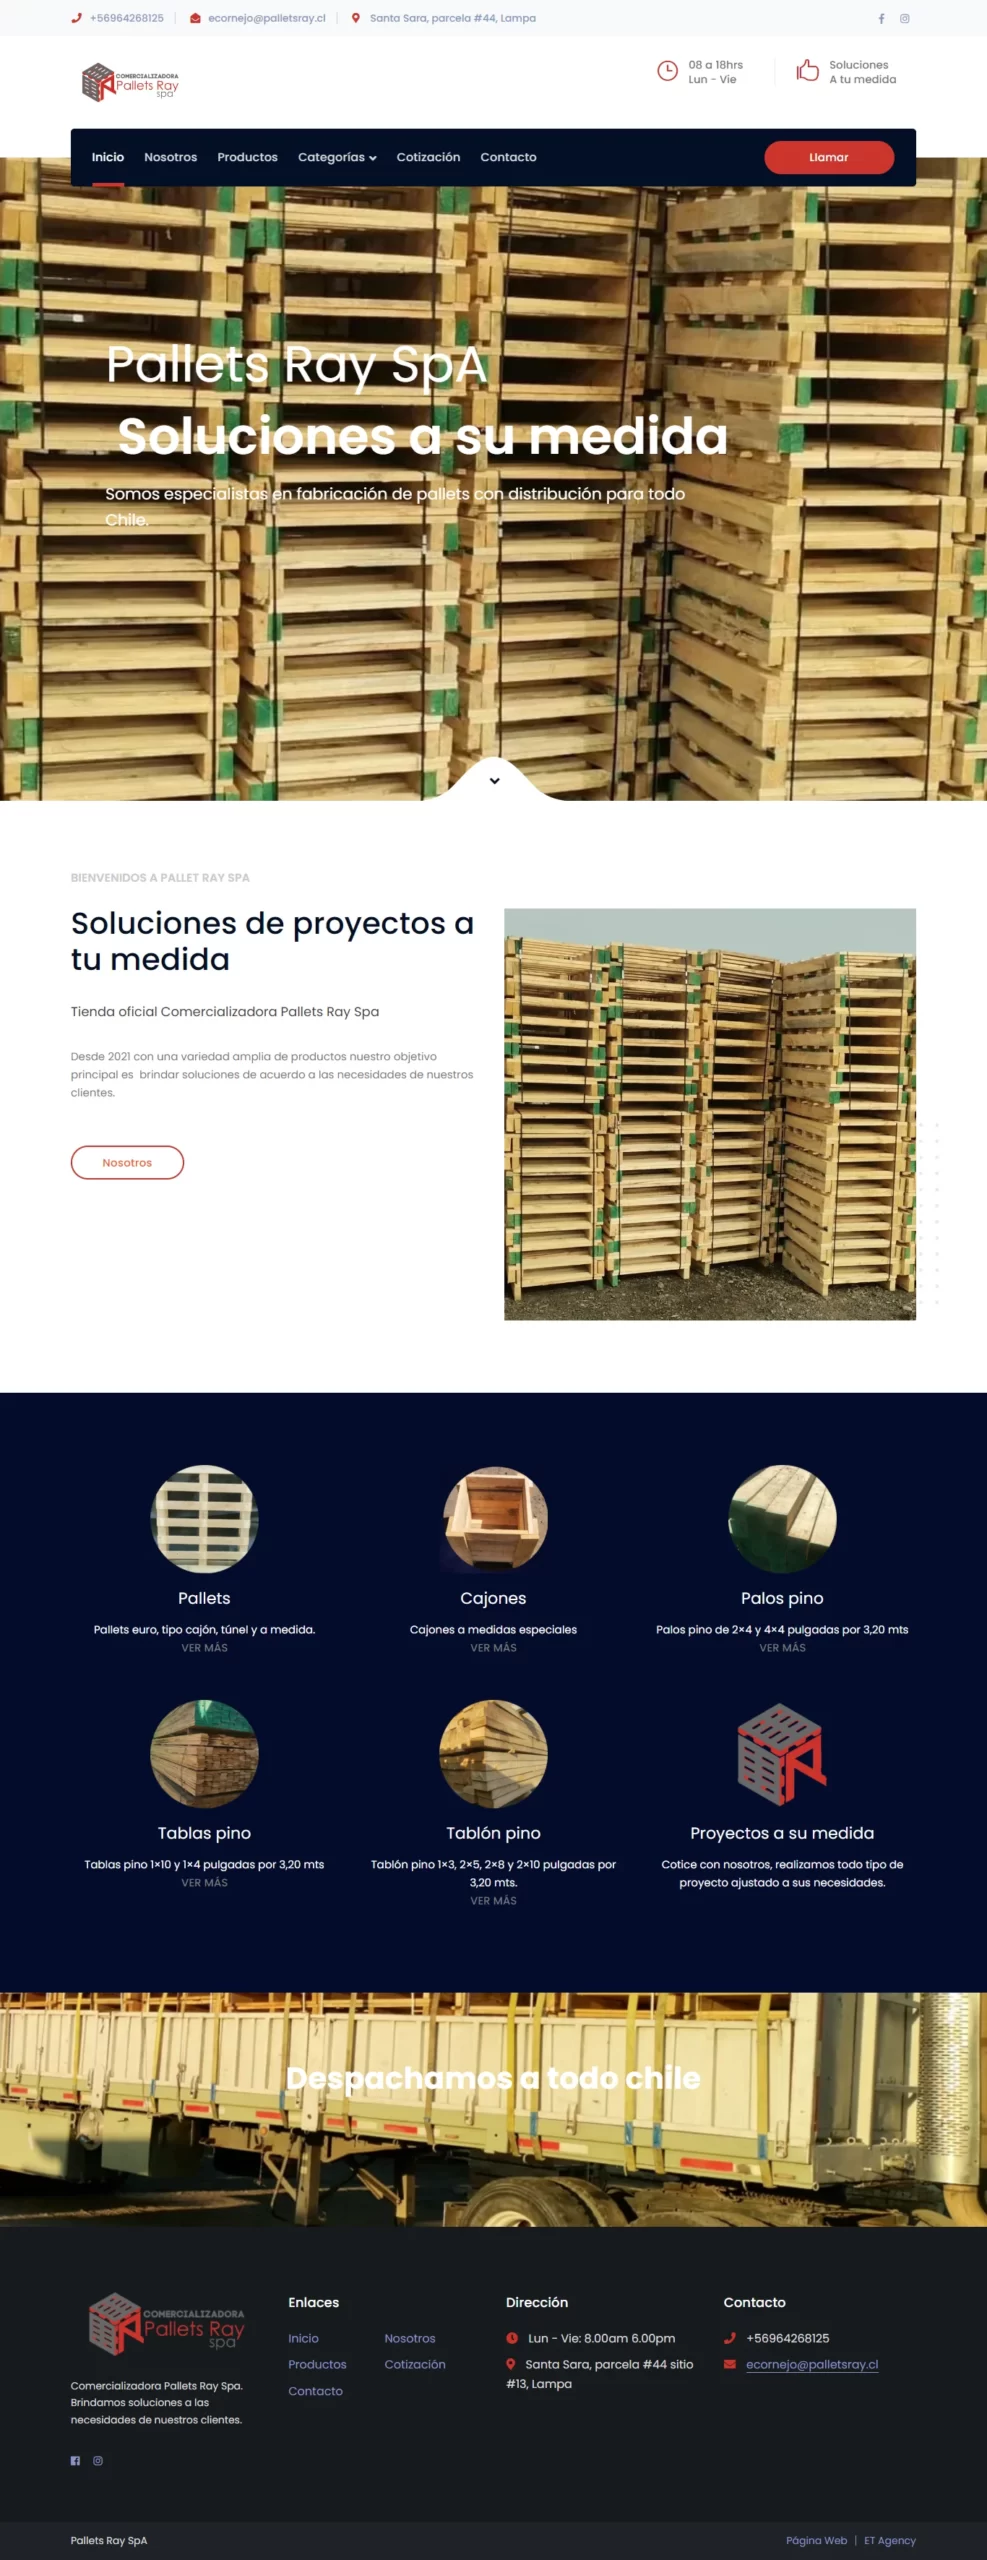 +56964268125
ecornejo@palletsray.cl
Santa Sara, parcela #44, Lampa
COMERCIALIZADORA
Pallets Ray
spa
08 a 18hrs
Lun - Vie
Soluciones
A tu medida
Inicio
Nosotros
Productos
Categorías
Cotización
Contacto
Llamar
Pallets Ray SpA
Soluciones a su medida
Somos especialistas en fabricación de pallets con distribución para todo
Chile.
BIENVENIDOS A PALLET RAY SPA
Soluciones de proyectos a
tu medida
Tienda oficial Comercializadora Pallets Ray Spa
Desde 2021 con una variedad amplia de productos nuestro objetivo
principal es brindar soluciones de acuerdo a las necesidades de nuestros
clientes.
Nosotros
Pallets
Pallets euro, tipo cajón, túnel y a medida.
VER MÁS
Cajones
Cajones a medidas especiales
VER MÁS
Palos pino
Palos pino de 2×4 y 4×4 pulgadas por 3,20 mts
VER MÁS
Tablas pino
Tablas pino 1×10 y 1×4 pulgadas por 3,20 mts
VER MÁS
Tablón pino
Tablón pino 1×3, 2×5, 2×8 y 2×10 pulgadas por
3,20 mts.
VER MÁS
Proyectos a su medida
Cotice con nosotros, realizamos todo tipo de
proyecto ajustado a sus necesidades.
Despachamos a todo chile
COMERCIALIZADORA
Pallets Ray
spa
Comercializadora Pallets Ray Spa.
Brindamos soluciones a las
necesidades de nuestros clientes.
Enlaces
Inicio
Nosotros
Productos
Cotización
Contacto
Dirección
Lun - Vie: 8.00am 6.00pm
Santa Sara, parcela #44 sitio
#13, Lampa
Contacto
+56964268125
ecornejo@palletsray.cl
Pallets Ray SpA
Página Web | ET Agency